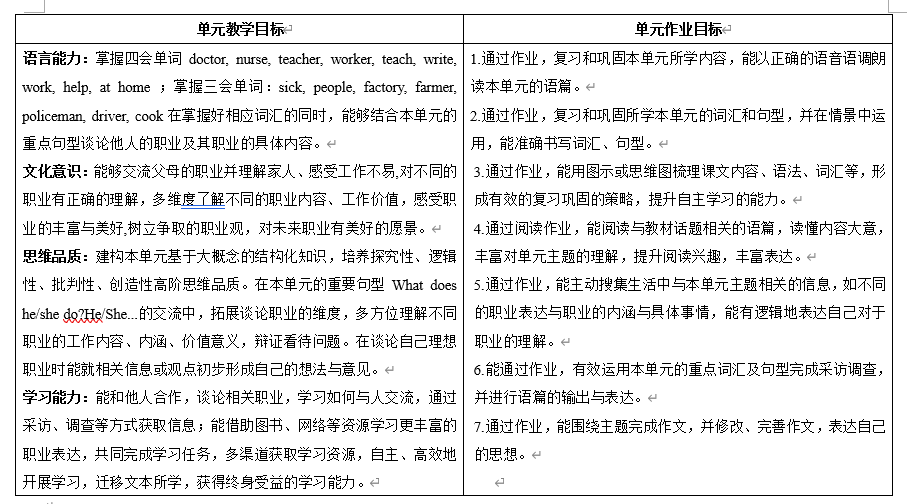 单元教学目标
单元作业目标
语言能力：掌握四会单词 doctor, nurse, teacher, worker, teach, write,
work, help, at home ；掌握三会单词：sick, people, factory, farmer,
policeman, driver, cook 在掌握好相应词汇的同时，能够结合本单元的
重点句型谈论他人的职业及其职业的具体内容。
文化意识：能够交流父母的职业并理解家人、感受工作不易,对不同的
职业有正确的理解，多维度了解不同的职业内容、工作价值，感受职
业的丰富与美好,树立争取的职业观，对未来职业有美好的愿景。
思维品质：建构本单元基于大概念的结构化知识，培养探究性、逻辑
性、批判性、创造性高阶思维品质。在本单元的重要句型 What does
he/she do?He/She...的交流中，拓展谈论职业的维度，多方位理解不同
职业的工作内容、内涵、价值意义，辩证看待问题。在谈论自己理想
职业时能就相关信息或观点初步形成自己的想法与意见。
学习能力：能和他人合作，谈论相关职业，学习如何与人交流，通过
采访、调查等方式获取信息；能借助图书、网络等资源学习更丰富的
职业表达，共同完成学习任务，多渠道获取学习资源，自主、高效地
开展学习，迁移文本所学，获得终身受益的学习能力。
1.通过作业，复习和巩固本单元所学内容，能以正确的语音语调朗
读本单元的语篇。
2.通过作业，复习和巩固所学本单元的词汇和句型，并在情景中运
用，能准确书写词汇、句型。
3.通过作业，能用图示或思维图梳理课文内容、语法、词汇等，形
成有效的复习巩固的策略，提升自主学习的能力。
4.通过阅读作业，能阅读与教材话题相关的语篇，读懂内容大意，
丰富对单元主题的理解，提升阅读兴趣，丰富表达。
5.通过作业，能主动搜集生活中与本单元主题相关的信息，如不同
的职业表达与职业的内涵与具体事情，能有逻辑地表达自己对于
职业的理解。
6.能通过作业，有效运用本单元的重点词汇及句型完成采访调查，
并进行语篇的输出与表达。
7.通过作业，能围绕主题完成作文，并修改、完善作文，表达自己
的思想。